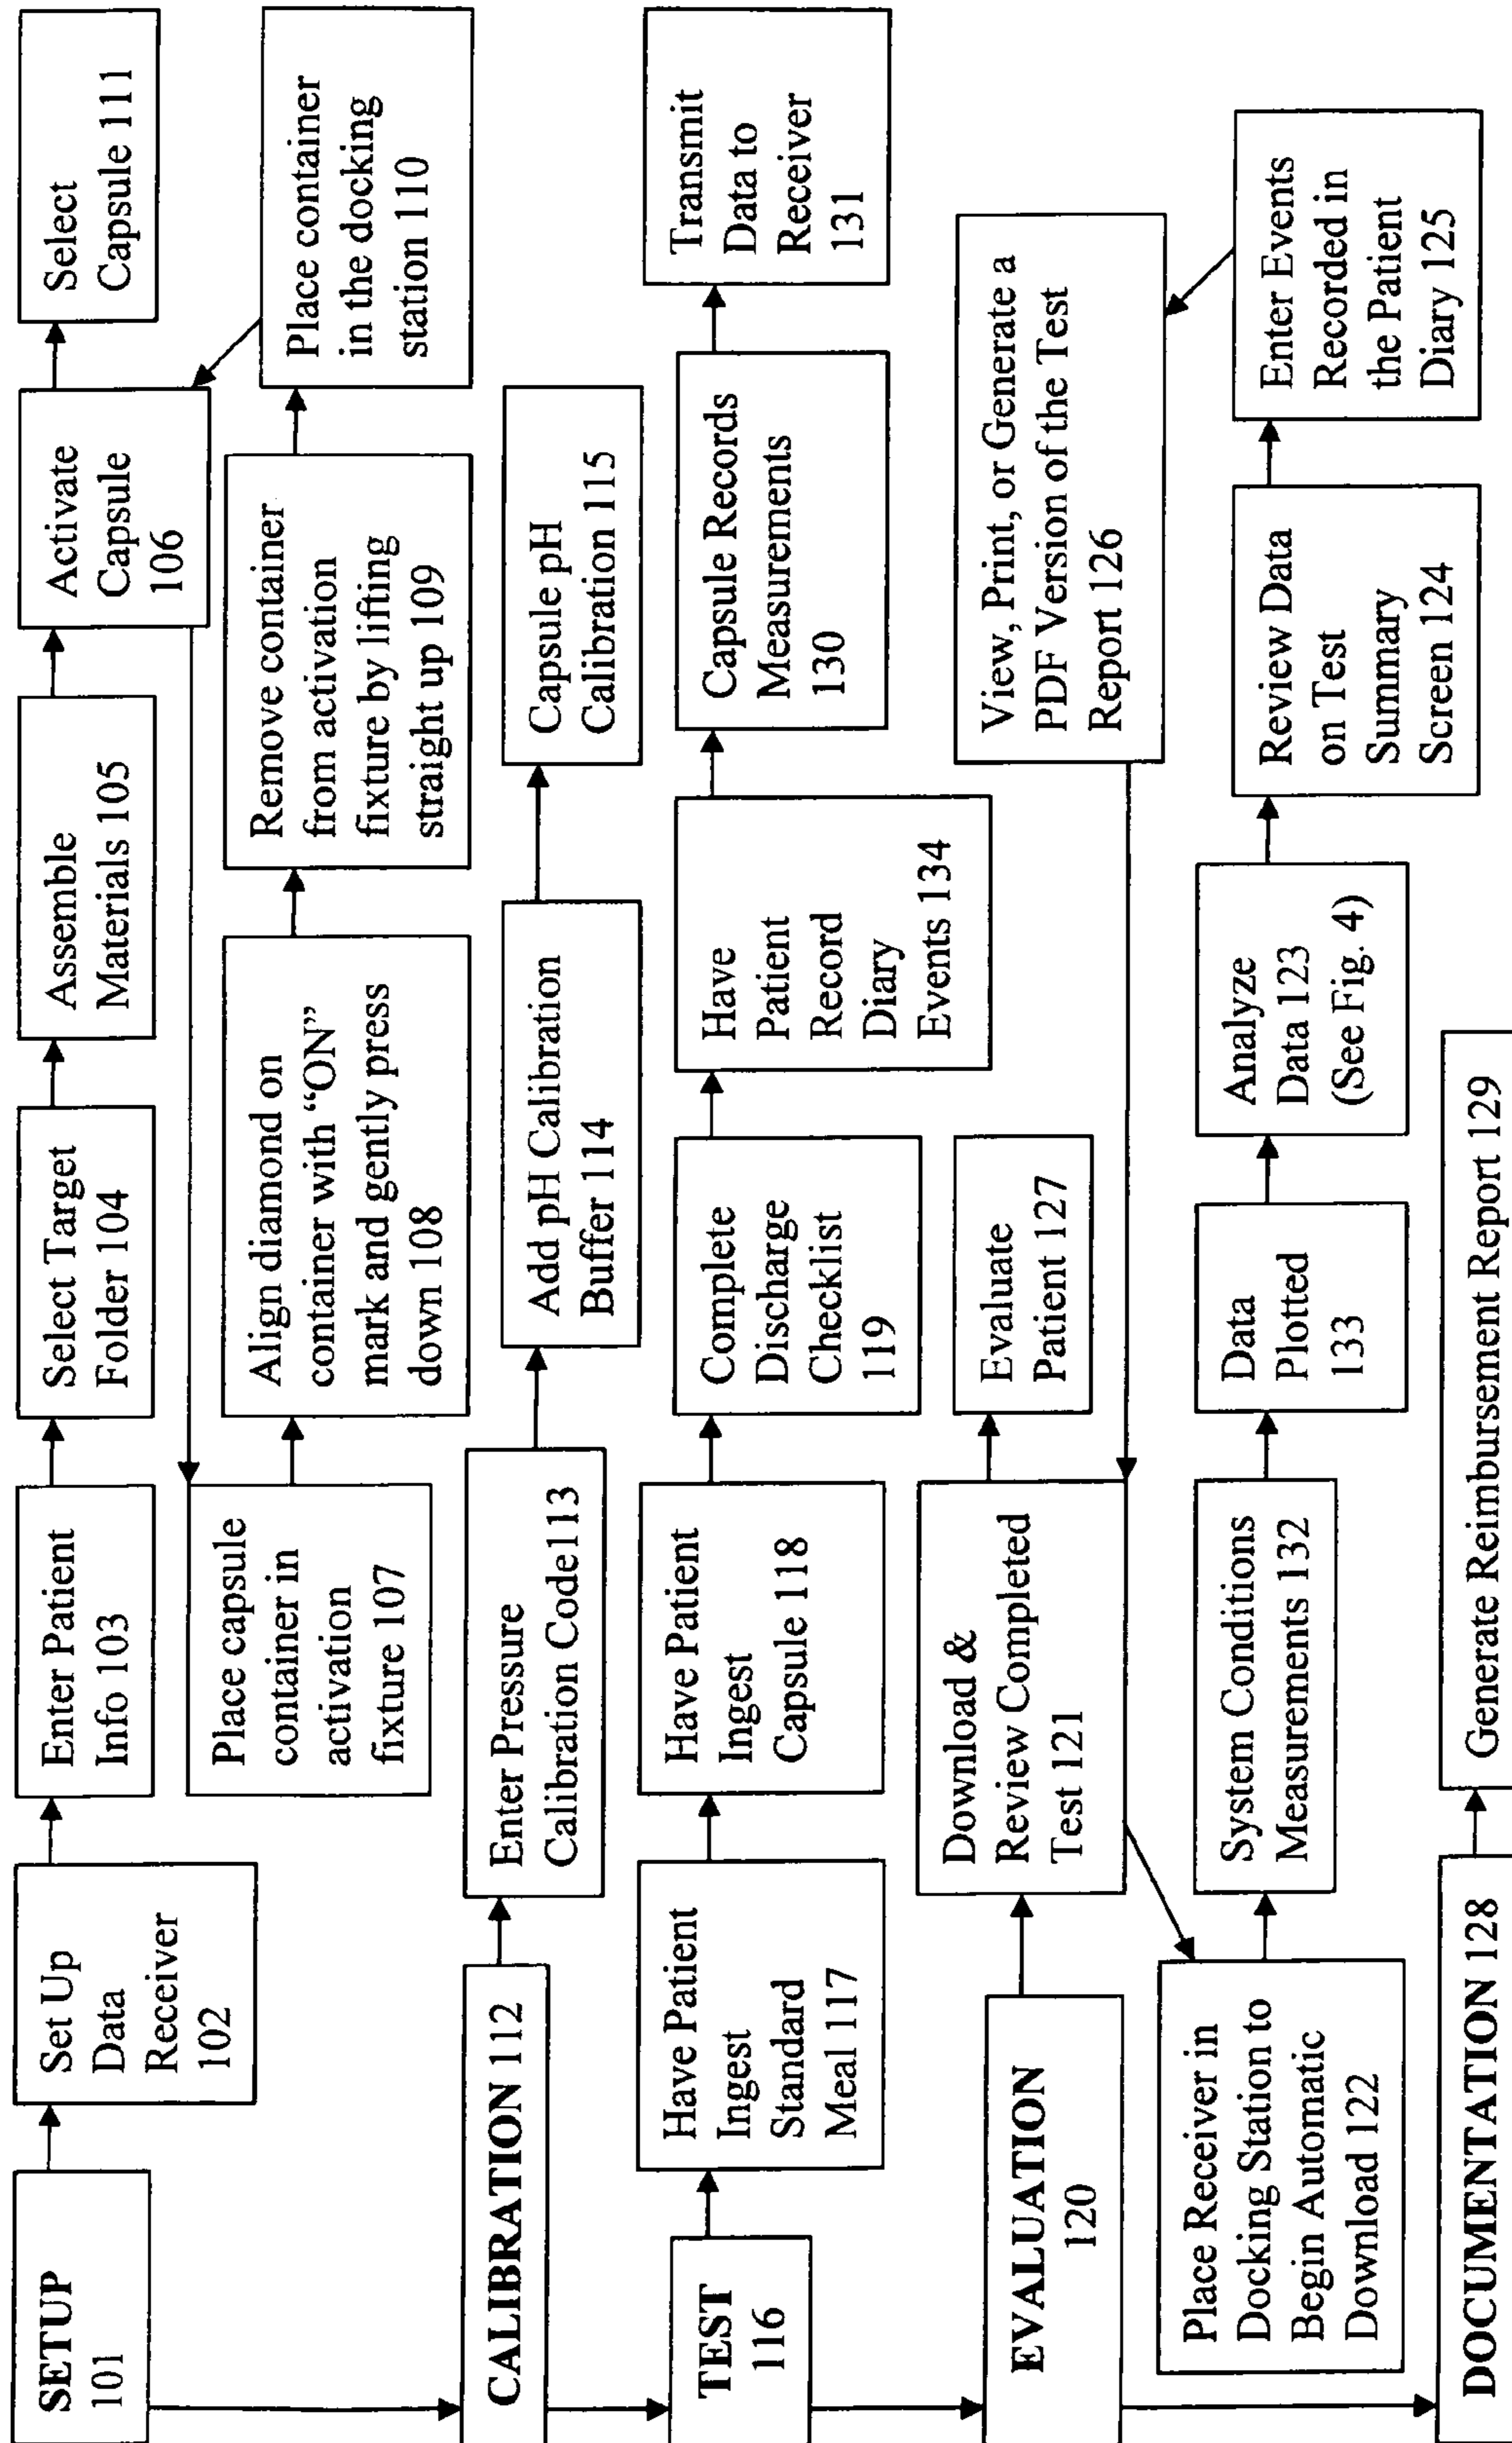 SETUP
101
Set Up
Data
Receiver
102
Enter Patient
Info 103
Select Target
Folder 104
Assemble
Materials 105
Activate
Capsule
106
Select
Capsule 111
Place capsule
container in
activation
fixture 107
Align diamond on
container with “ON”
mark and gently press
down 108
Remove container
from activation
fixture by lifting
straight up 109
Place container
in the docking
station 110
CALIBRATION 112
Enter Pressure
Calibration Code113
Add pH Calibration
Buffer 114
Capsule pH
Calibration 115
TEST
116
Have Patient
Ingest
Standard
Meal 117
Have Patient
Ingest
Capsule 118
Complete
Discharge
Checklist
119
Have
Patient
Record
Diary
Events 134
Capsule Records
Measurements
130
Transmit
Data to
Receiver
131
EVALUATION
120
Download &
Review Completed
Test 121
Evaluate
Patient 127
View, Print, or Generate a
PDF Version of the Test
Report 126
Place Receiver in
Docking Station to
Begin Automatic
Download 122
System Conditions
Measurements 132
Data
Plotted
133
Analyze
Data 123
(See Fig. 4)
Review Data
on Test
Summary
Screen 124
Enter Events
Recorded in
the Patient
Diary 125
DOCUMENTATION 128
Generate Reimbursement Report 129